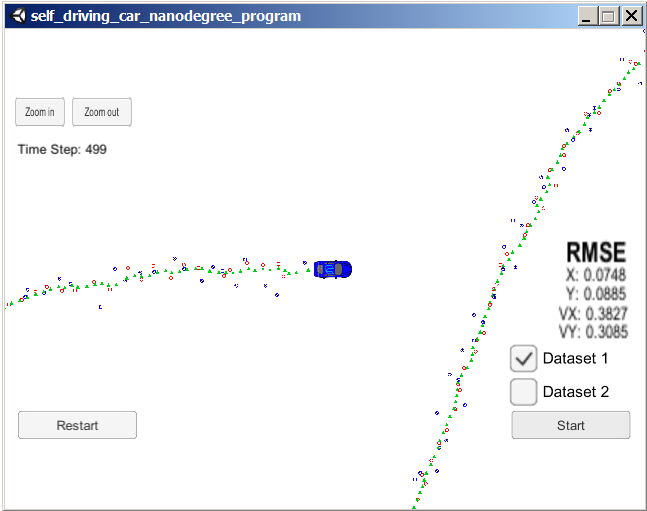 self_driving_car_nanodegree_program
Zoom in
Zoom out
Time Step: 499
RMSE
X: 0.0748
Y: 0.0885
VX: 0.3827
VY: 0.3085
Dataset 1
Dataset 2
Restart
Start